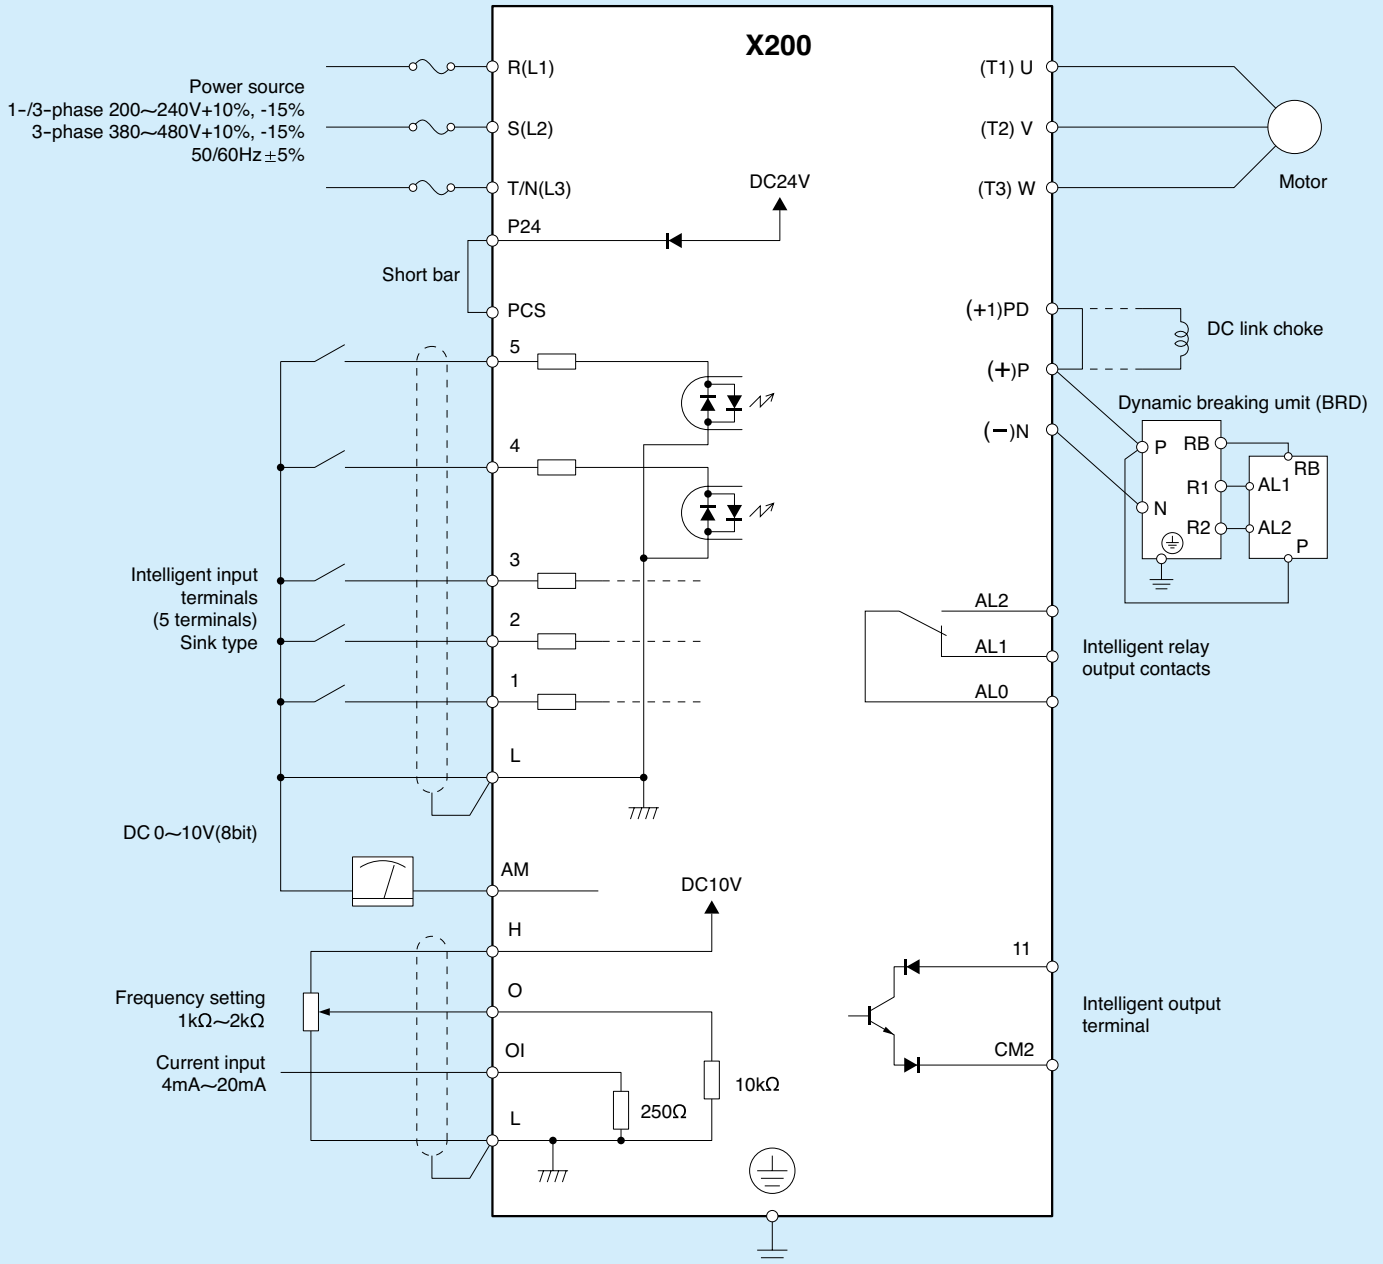 X200
Power source
1-/3-phase 200~240V+10%, -15%
3-phase 380~480V+10%, -15%
50/60Hz±5%
R(L1)
S(L2)
T/N(L3)
P24
DC24V
Short bar
PCS
5
4
3
2
1
L
Intelligent input
terminals
(5 terminals)
Sink type
DC 0~10V(8bit)
AM
DC10V
H
O
OI
L
Frequency setting
1kΩ~2kΩ
Current input
4mA~20mA
10kΩ
250Ω
(T1) U
(T2) V
(T3) W
Motor
(+1)PD
(+)P
(−)N
DC link choke
Dynamic breaking umit (BRD)
P
N
RB
R1
R2
RB
AL1
AL2
P
AL2
AL1
AL0
Intelligent relay
output contacts
11
CM2
Intelligent output
terminal